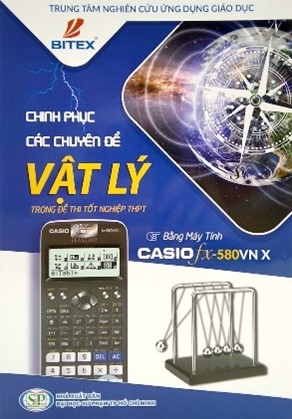 TRUNG TÂM NGHIÊN CỨU ỨNG DỤNG GIÁO DỤC
BITEX®
CHINH PHỤC
CÁC CHUYÊN ĐỀ
VẬT LÝ
TRONG ĐỀ THI TỐT NGHIỆP THPT
Bằng Máy Tính
CASIO fx-580VN X
CASIO
SP
NHÀ XUẤT BẢN
ĐẠI HỌC SƯ PHẠM TP HỒ CHÍ MINH